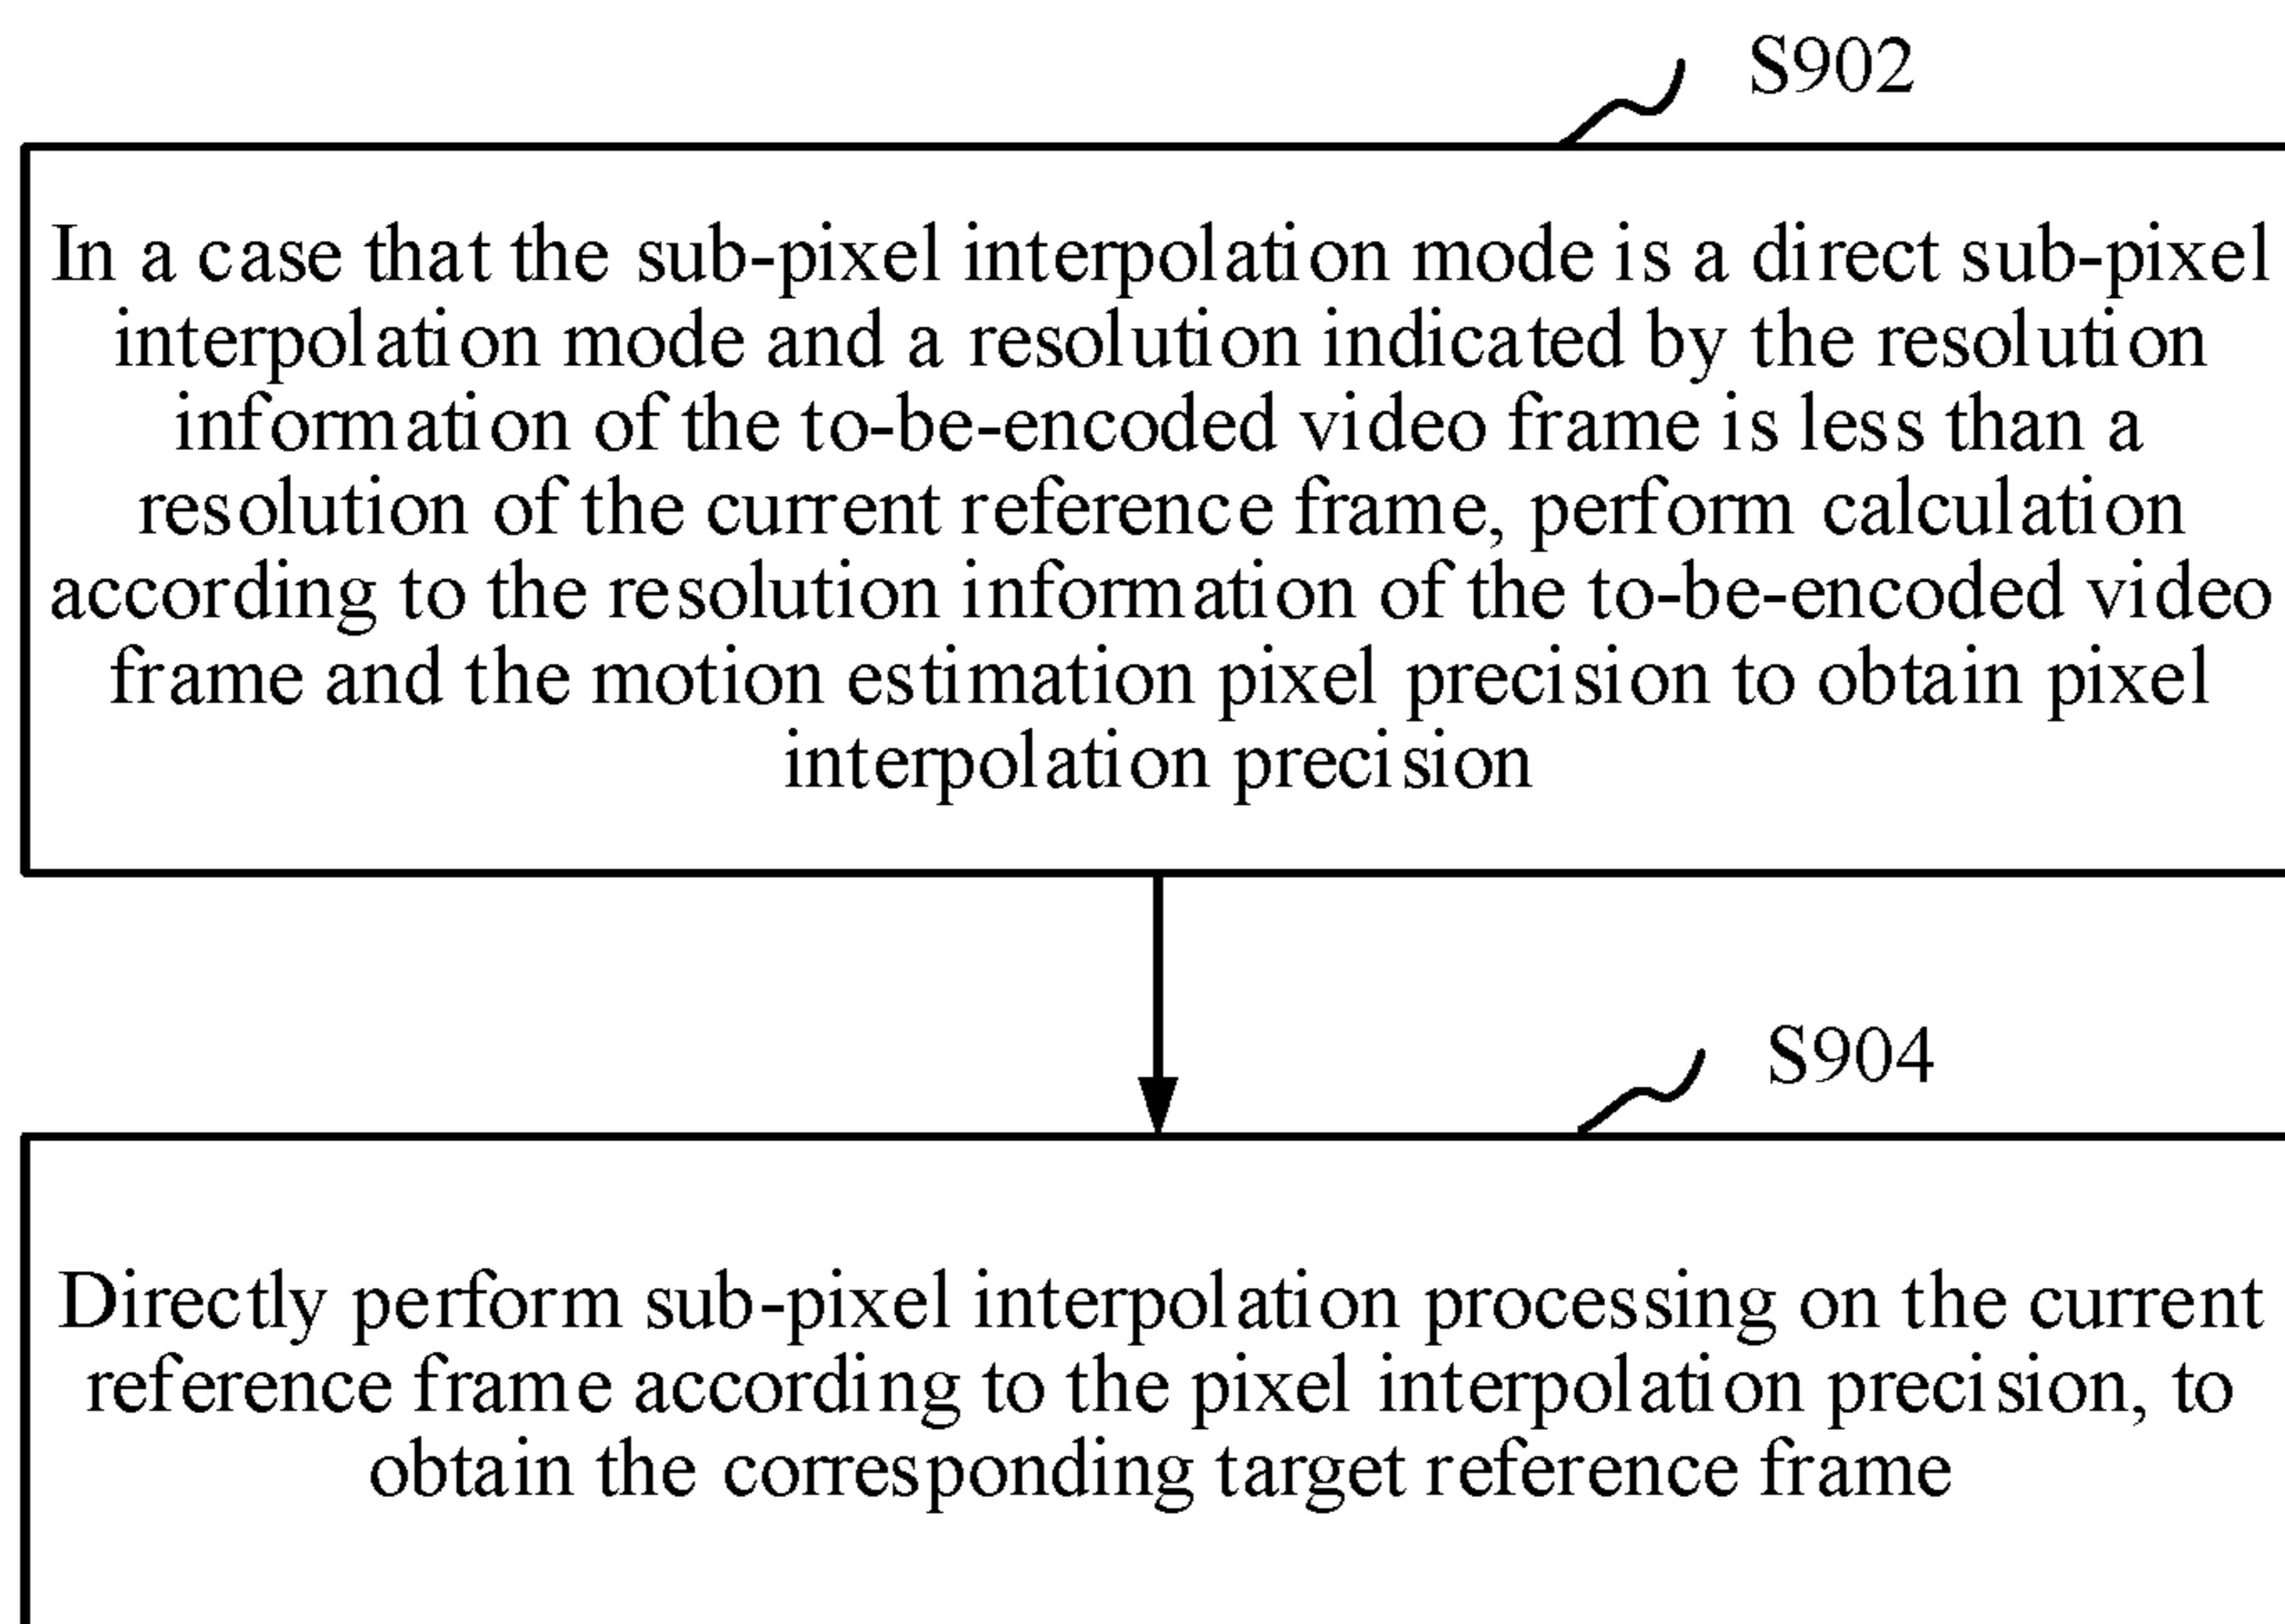 S902
In a case that the sub-pixel interpolation mode is a direct sub-pixel
interpolation mode and a resolution indicated by the resolution
information of the to-be-encoded video frame is less than a
resolution of the current reference frame, perform calculation
according to the resolution information of the to-be-encoded video
frame and the motion estimation pixel precision to obtain pixel
interpolation precision
S904
Directly perform sub-pixel interpolation processing on the current
reference frame according to the pixel interpolation precision, to
obtain the corresponding target reference frame